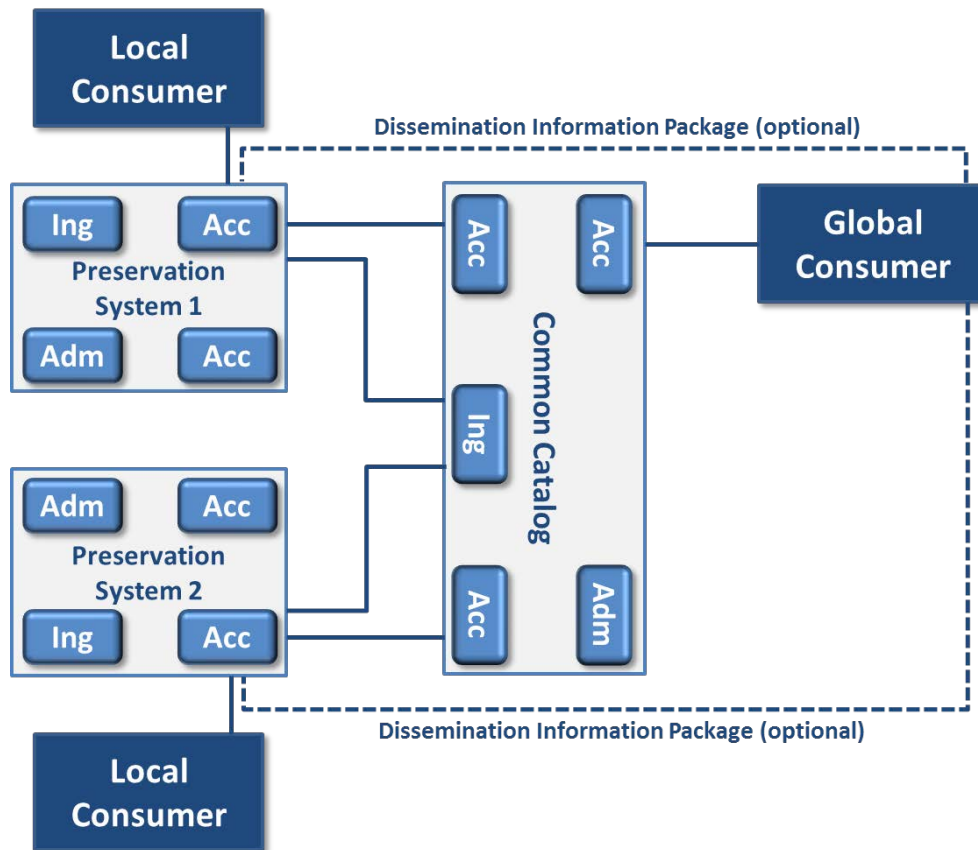 Local
Consumer
Dissemination Information Package (optional)
Ing
Acc
Preservation
System 1
Adm
Acc
Acc
Acc
Ing
Common Catalog
Acc
Adm
Global
Consumer
Adm
Acc
Preservation
System 2
Ing
Acc
Dissemination Information Package (optional)
Local
Consumer